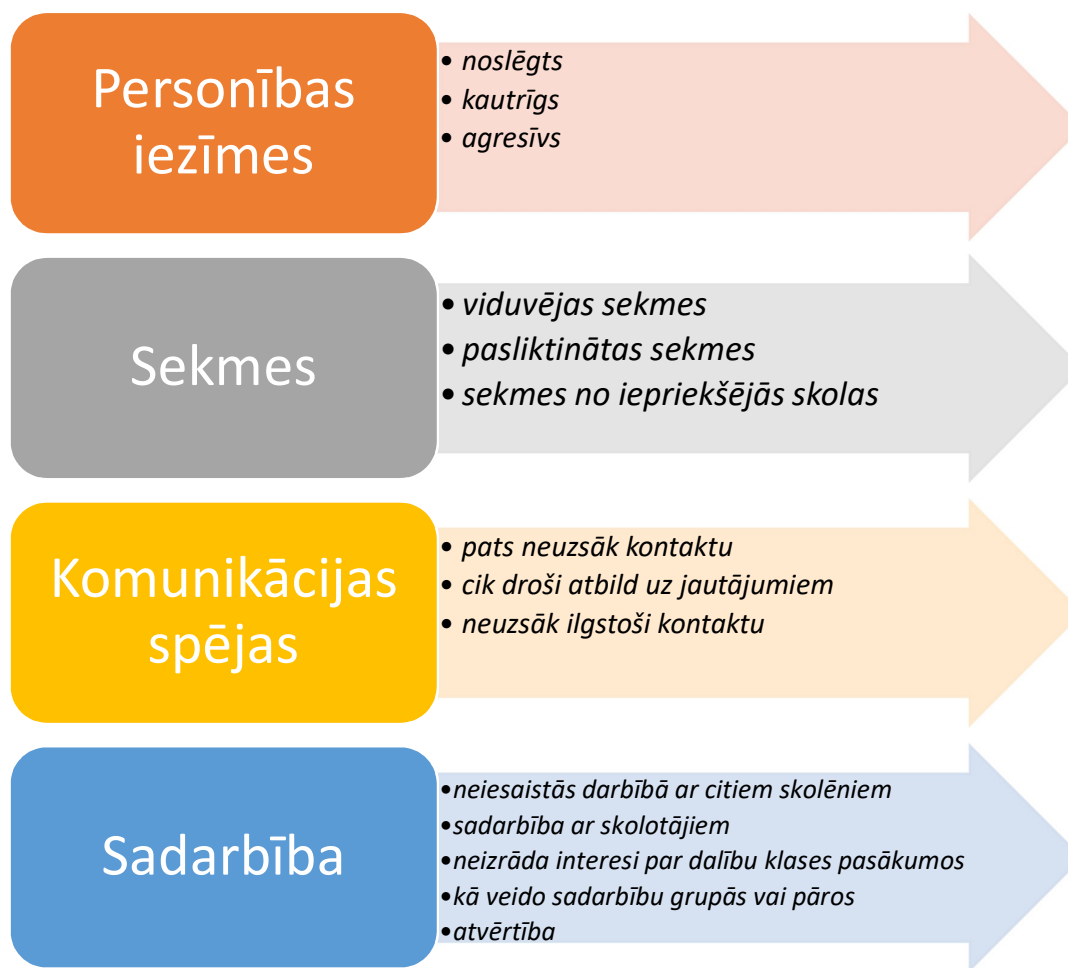 Personības
iezīmes
• noslēgts
• kautrīgs
• agresīvs
Sekmes
• viduvējas sekmes
• pasliktinātas sekmes
• sekmes no iepriekšējās skolas
Komunikācijas
spējas
• pats neuzsāk kontaktu
• cik droši atbild uz jautājumiem
• neuzsāk ilgstoši kontaktu
Sadarbība
•neiesaistās darbībā ar citiem skolēniem
•sadarbība ar skolotājiem
•neizrāda interesi par dalību klases pasākumos
•kā veido sadarbību grupās vai pāros
•atvērtība